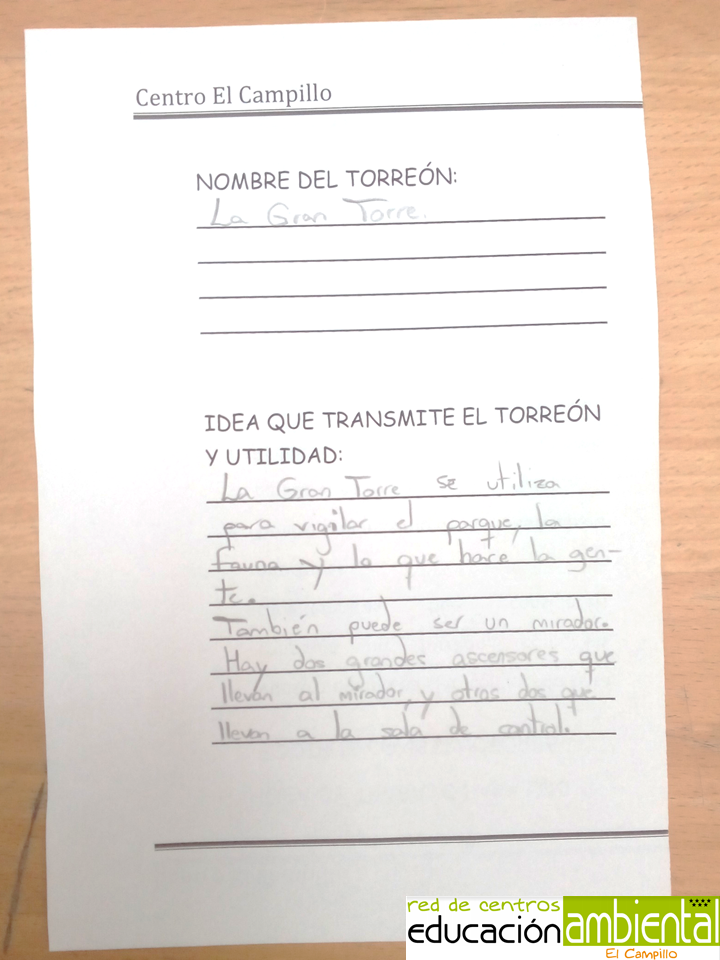 Centro El Campillo
NOMBRE DEL TORREÓN:
La Gran Torre.
IDEA QUE TRANSMITE EL TORREÓN
Y UTILIDAD:
La Gran Torre se utiliza
para vigilar el parque, la
fauna y lo que hace la gen-
te.
También puede ser un mirador.
Hay dos grandes ascensores que
llevan al mirador, y otros dos que
llevan a la sala de control.
red de centros
educación ambiental
El Campillo